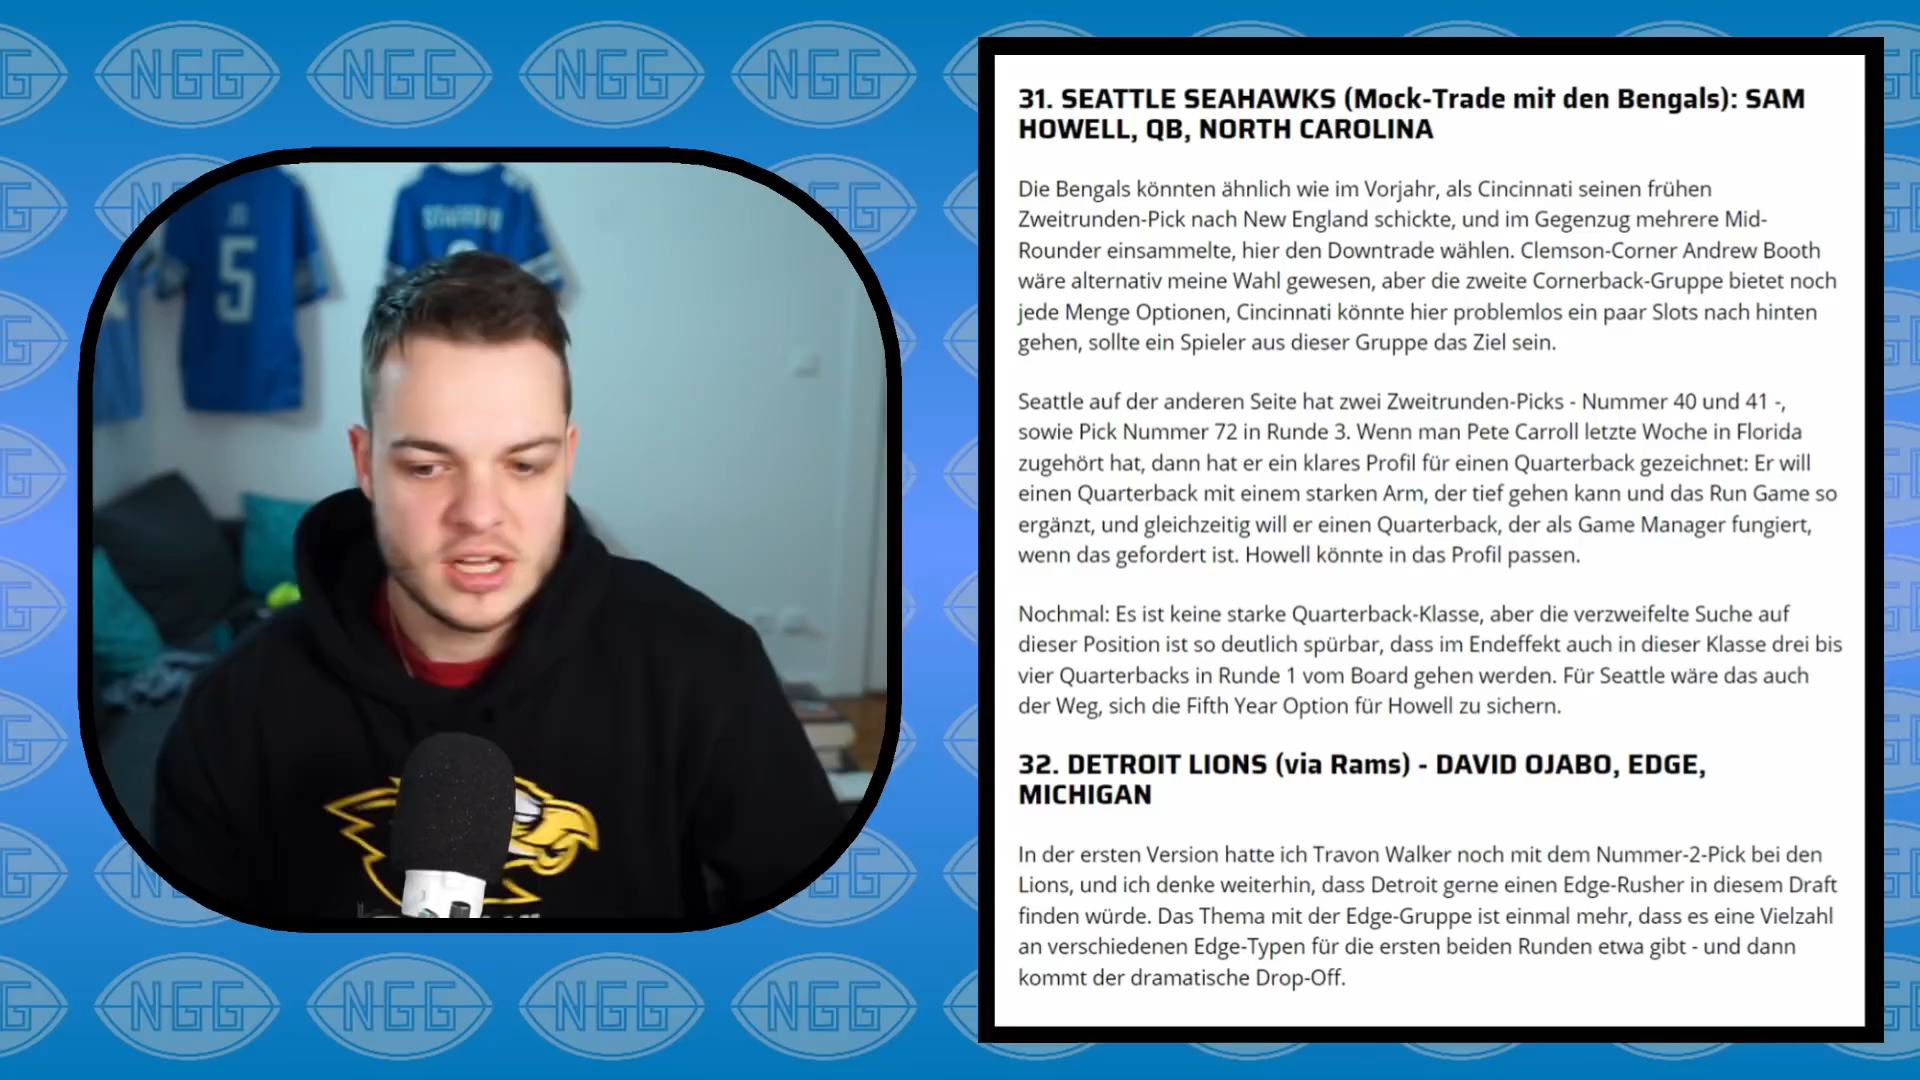 NGG NGG NGG NGG
5
STAFFORD
31. SEATTLE SEAHAWKS (Mock-Trade mit den Bengals): SAM
HOWELL, QB, NORTH CAROLINA
Die Bengals könnten ähnlich wie im Vorjahr, als Cincinnati seinen frühen
Zweitrunden-Pick nach New England schickte, und im Gegenzug mehrere Mid-
Rounder einsammelte, hier den Downtrade wählen. Clemson-Corner Andrew Booth
wäre alternativ meine Wahl gewesen, aber die zweite Cornerback-Gruppe bietet noch
jede Menge Optionen, Cincinnati könnte hier problemlos ein paar Slots nach hinten
gehen, sollte ein Spieler aus dieser Gruppe das Ziel sein.
Seattle auf der anderen Seite hat zwei Zweitrunden-Picks - Nummer 40 und 41 -,
sowie Pick Nummer 72 in Runde 3. Wenn man Pete Carroll letzte Woche in Florida
zugehört hat, dann hat er ein klares Profil für einen Quarterback gezeichnet: Er will
einen Quarterback mit einem starken Arm, der tief gehen kann und das Run Game so
ergänzt, und gleichzeitig will er einen Quarterback, der als Game Manager fungiert,
wenn das gefordert ist. Howell könnte in das Profil passen.
Nochmal: Es ist keine starke Quarterback-Klasse, aber die verzweifelte Suche auf
dieser Position ist so deutlich spürbar, dass im Endeffekt auch in dieser Klasse drei bis
vier Quarterbacks in Runde 1 vom Board gehen werden. Für Seattle wäre das auch
der Weg, sich die Fifth Year Option für Howell zu sichern.
32. DETROIT LIONS (via Rams) - DAVID OJABO, EDGE,
MICHIGAN
In der ersten Version hatte ich Travon Walker noch mit dem Nummer-2-Pick bei den
Lions, und ich denke weiterhin, dass Detroit gerne einen Edge-Rusher in diesem Draft
finden würde. Das Thema mit der Edge-Gruppe ist einmal mehr, dass es eine Vielzahl
an verschiedenen Edge-Typen für die ersten beiden Runden etwa gibt - und dann
kommt der dramatische Drop-Off.
NGG NGG NGG NGG